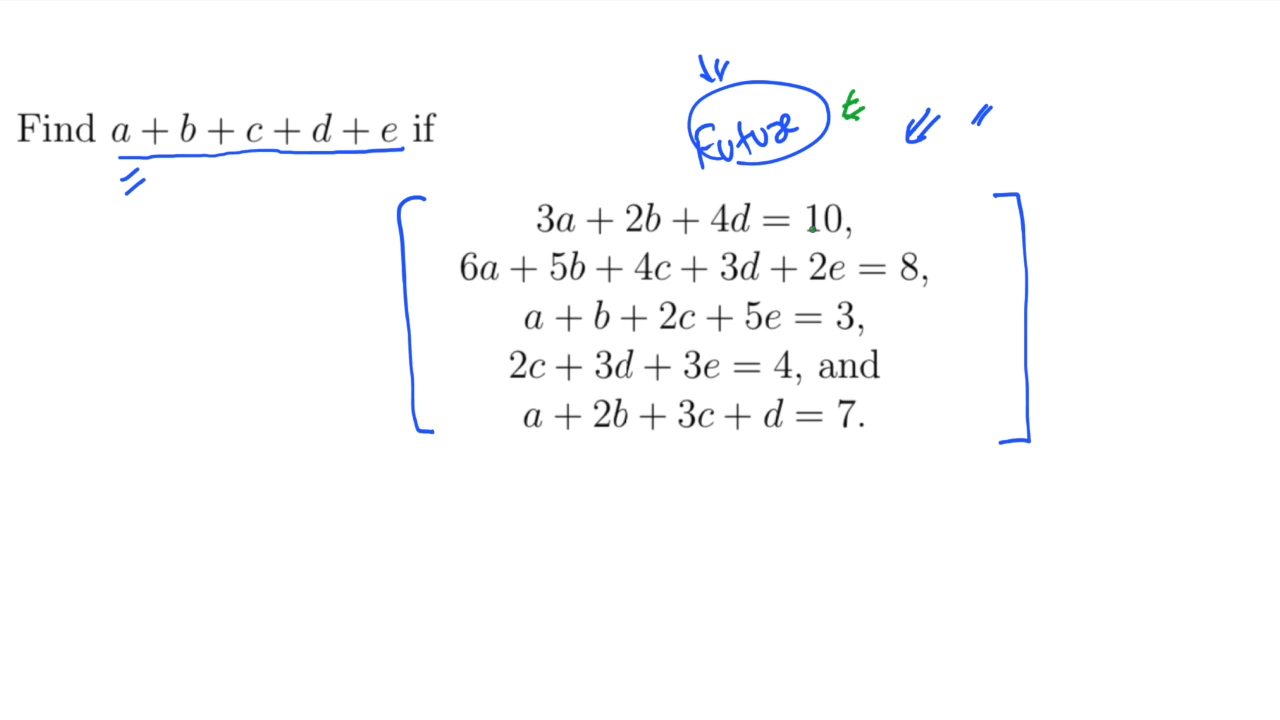 Find a + b + c + d + e if
Future
3a + 2b + 4d = 10,
6a + 5b + 4c + 3d + 2e = 8,
a + b + 2c + 5e = 3,
2c + 3d + 3e = 4, and
a + 2b + 3c + d = 7.